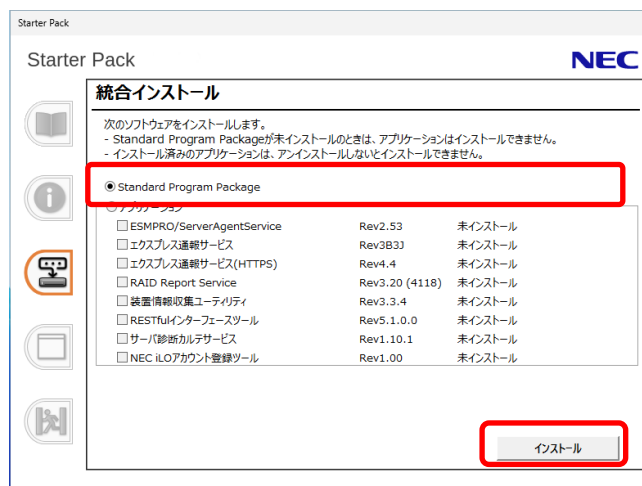 Starter Pack
Starter Pack NEC
統合インストール
次のソフトウェアをインストールします。
- Standard Program Packageが未インストールのときは、アプリケーションはインストールできません。
- インストール済みのアプリケーションは、アンインストールしないとインストールできません。
Standard Program Package
アプリケーション
ESMPRO/ServerAgentService Rev2.53 未インストール
エクスプレス通報サービス Rev3B3J 未インストール
エクスプレス通報サービス(HTTPS) Rev4.4 未インストール
RAID Report Service Rev3.20 (4118) 未インストール
装置情報収集ユーティリティ Rev3.3.4 未インストール
RESTfulインターフェースツール Rev5.1.0.0 未インストール
サーバ診断カルテサービス Rev1.10.1 未インストール
NEC iLOアカウント登録ツール Rev1.00 未インストール
インストール